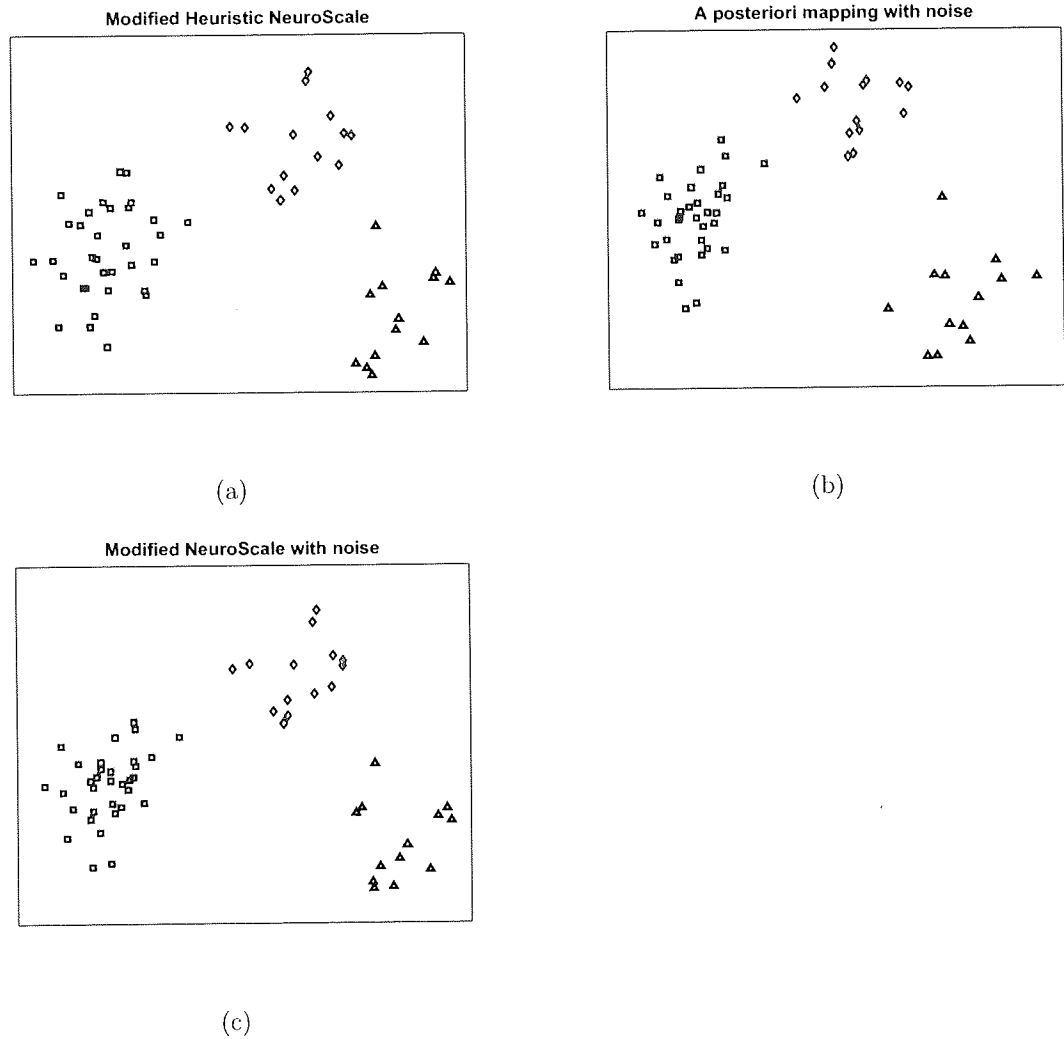 Modified Heuristic NeuroScale
A posteriori mapping with noise
(a)
(b)
Modified NeuroScale with noise
(c)